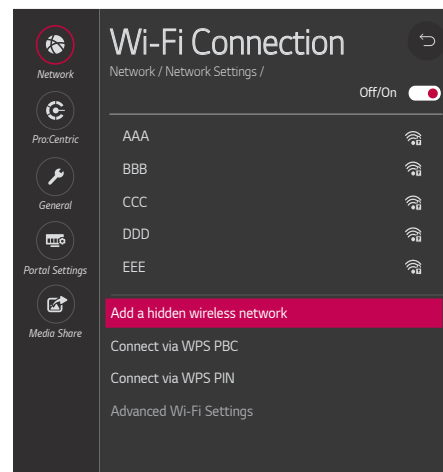 Wi-Fi Connection
Network / Network Settings /
Off/On
Network
Pro:Centric
General
Portal Settings
Media Share
AAA
BBB
CCC
DDD
EEE
Add a hidden wireless network
Connect via WPS PBC
Connect via WPS PIN
Advanced Wi-Fi Settings